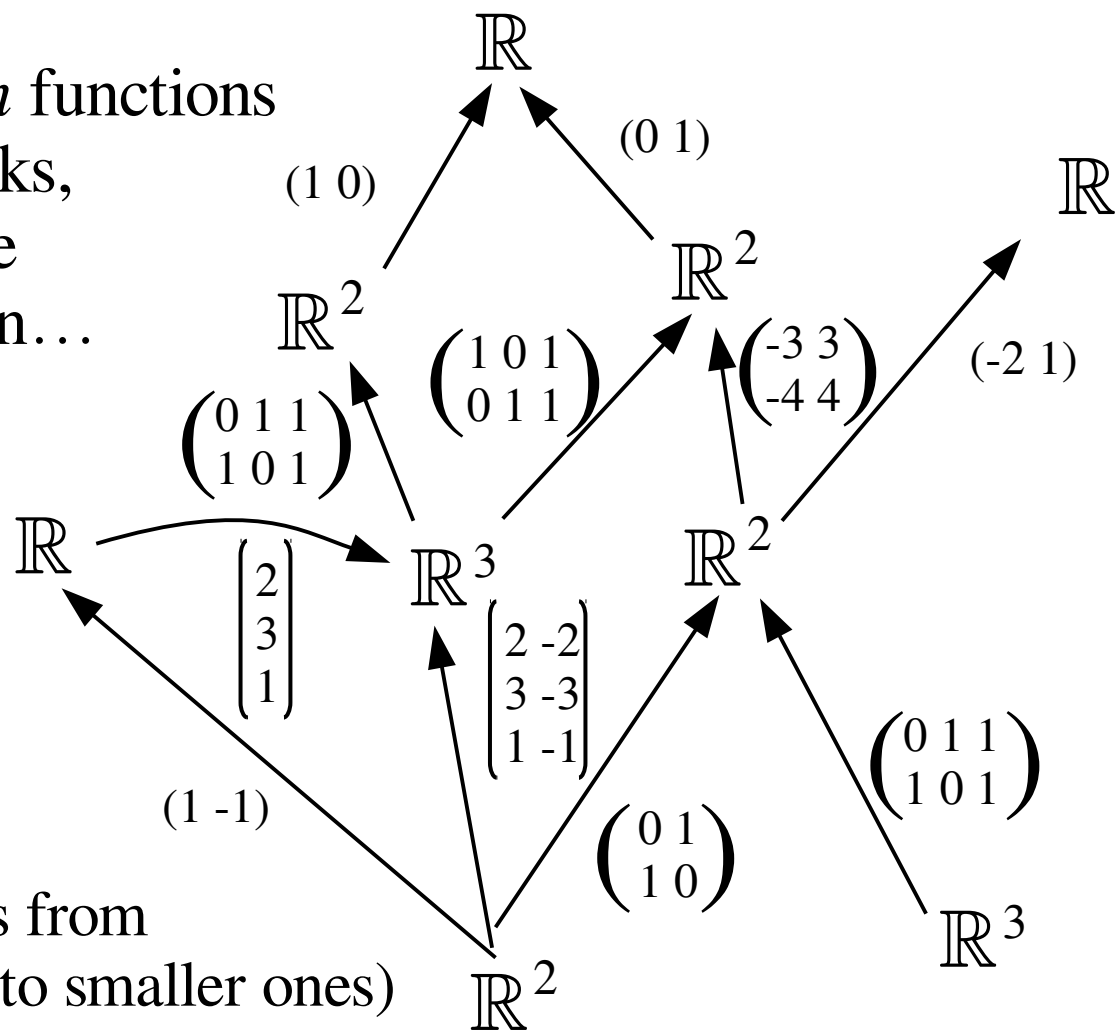 ℝ
n functions
(0 1)
ks,
(1 0)
ℝ
e
ℝ²
n…
ℝ²
(-3 3
-4 4)
(1 0 1
0 1 1)
(-2 1)
(0 1 1
1 0 1)
ℝ
ℝ³
ℝ²
(2
3
1)
(2 -2
3 -3
1 -1)
(0 1 1
1 0 1)
(1 -1)
(0 1
1 0)
s from
ℝ³
to smaller ones)
ℝ²